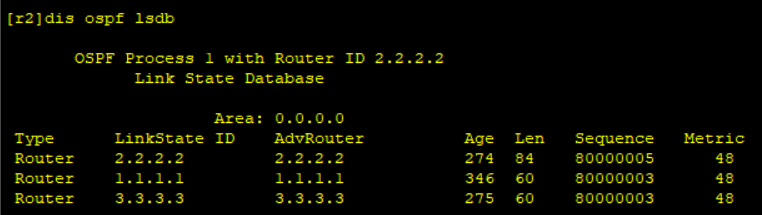 [r2]dis ospf lsdb
OSPF Process 1 with Router ID 2.2.2.2
Link State Database
Area: 0.0.0.0
Type LinkState ID AdvRouter Age Len Sequence Metric
Router 2.2.2.2 2.2.2.2 274 84 80000005 48
Router 1.1.1.1 1.1.1.1 346 60 80000003 48
Router 3.3.3.3 3.3.3.3 275 60 80000003 48